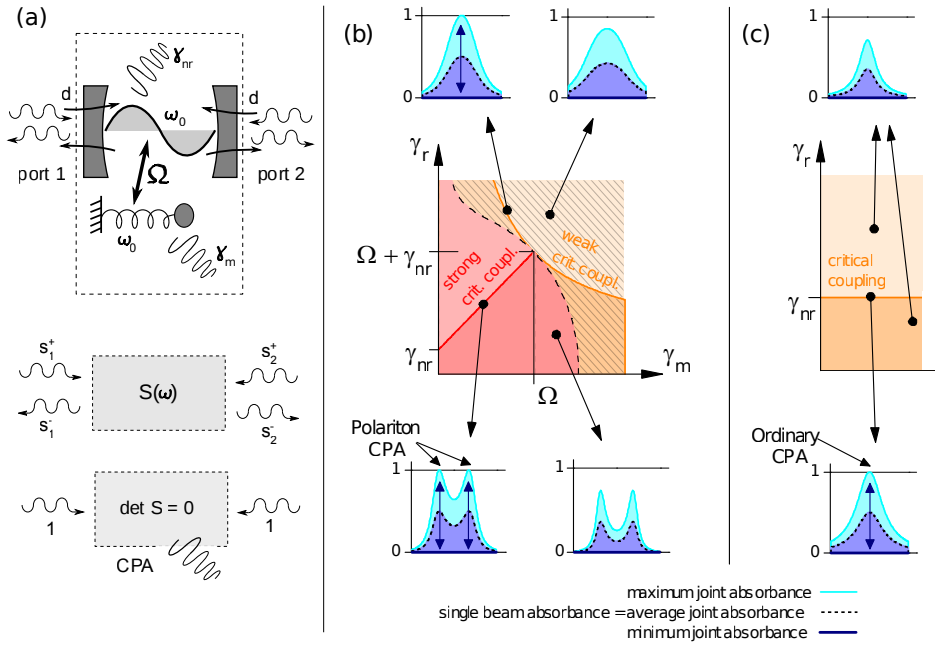 (a)
γnr
d
d
ω0
port 1
Ω
port 2
ω0
γm
s1+
s2+
S(ω)
s1-
s2-
det S = 0
1
1
CPA
(b)
1
0
1
0
γr
Ω + γnr
strong
crit. coupl.
weak
crit. coupl.
γnr
γm
Ω
Polariton
CPA
1
0
1
0
(c)
1
0
γr
critical
coupling
γnr
Ordinary
CPA
1
0
maximum joint absorbance
single beam absorbance = average joint absorbance
minimum joint absorbance